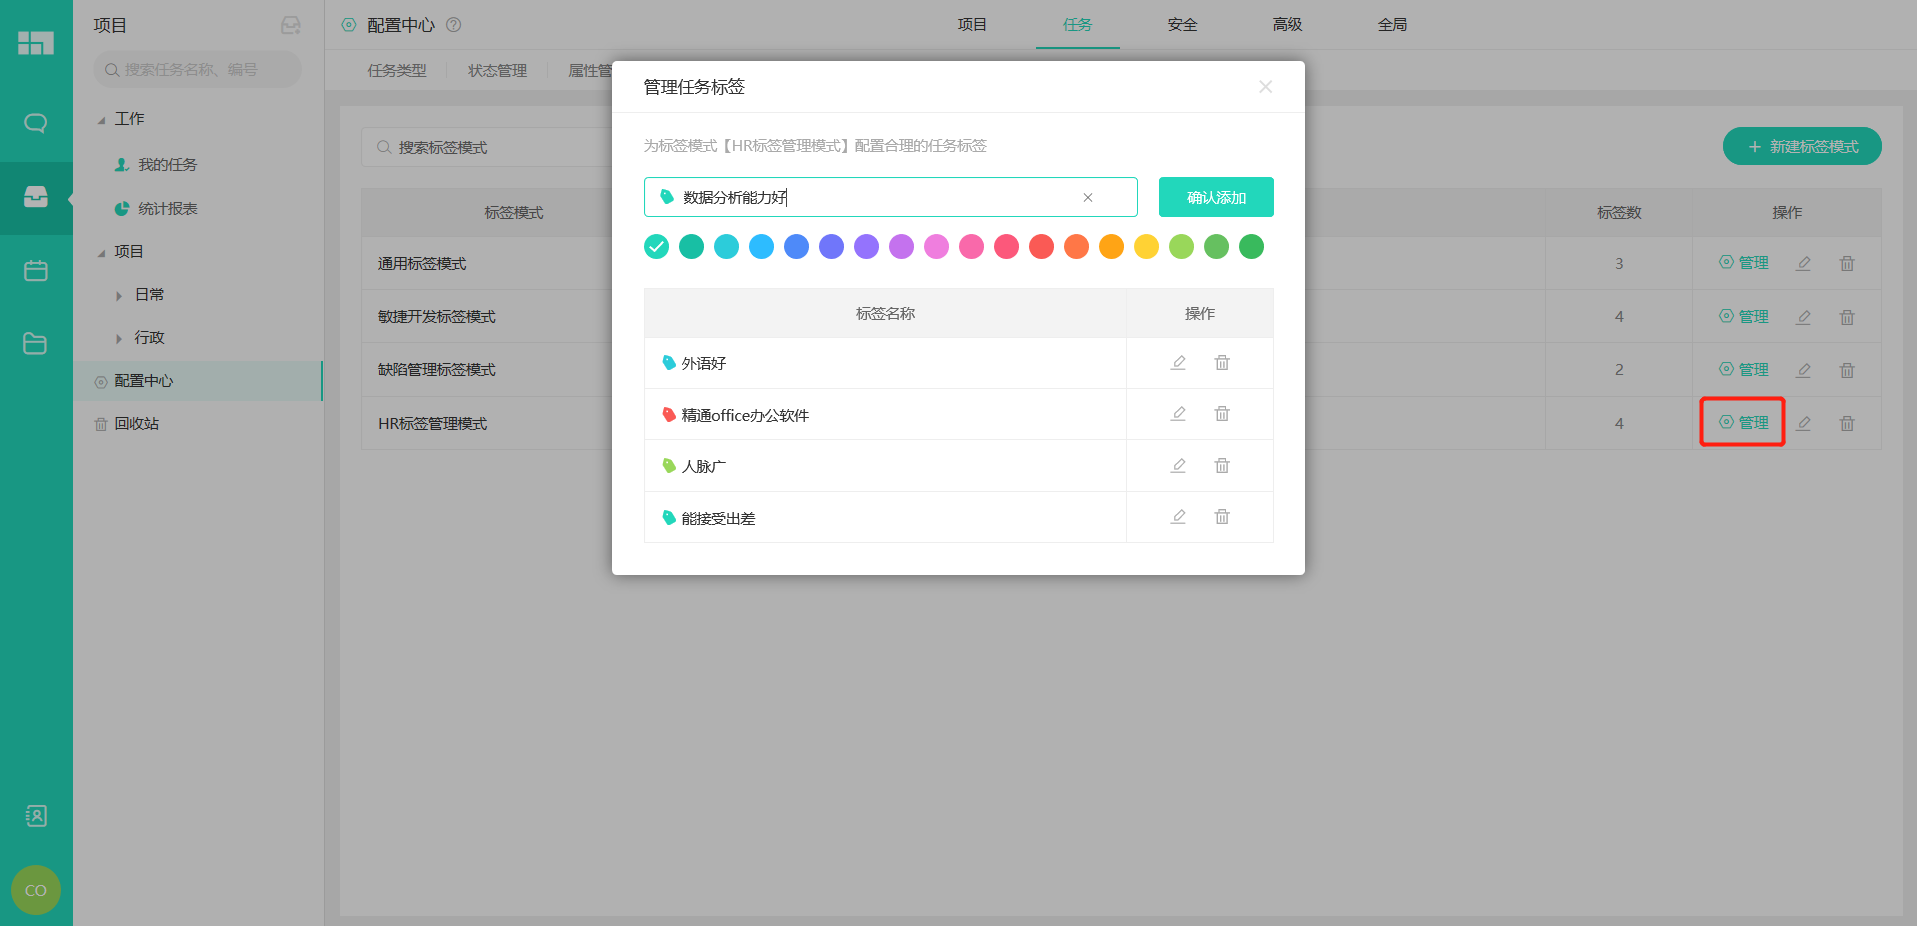 项目
搜索任务名称、编号
工作
我的任务
统计报表
项目
日常
行政
配置中心
回收站
CO
配置中心
项目 任务 安全 高级 全局
任务类型 状态管理 属性管
搜索标签模式
新建标签模式
标签模式 标签数 操作
通用标签模式 3 管理
敏捷开发标签模式 4 管理
缺陷管理标签模式 2 管理
HR标签管理模式 4 管理
管理任务标签
为标签模式【HR标签管理模式】配置合理的任务标签
数据分析能力好
确认添加
标签名称 操作
外语好
精通office办公软件
人脉广
能接受出差